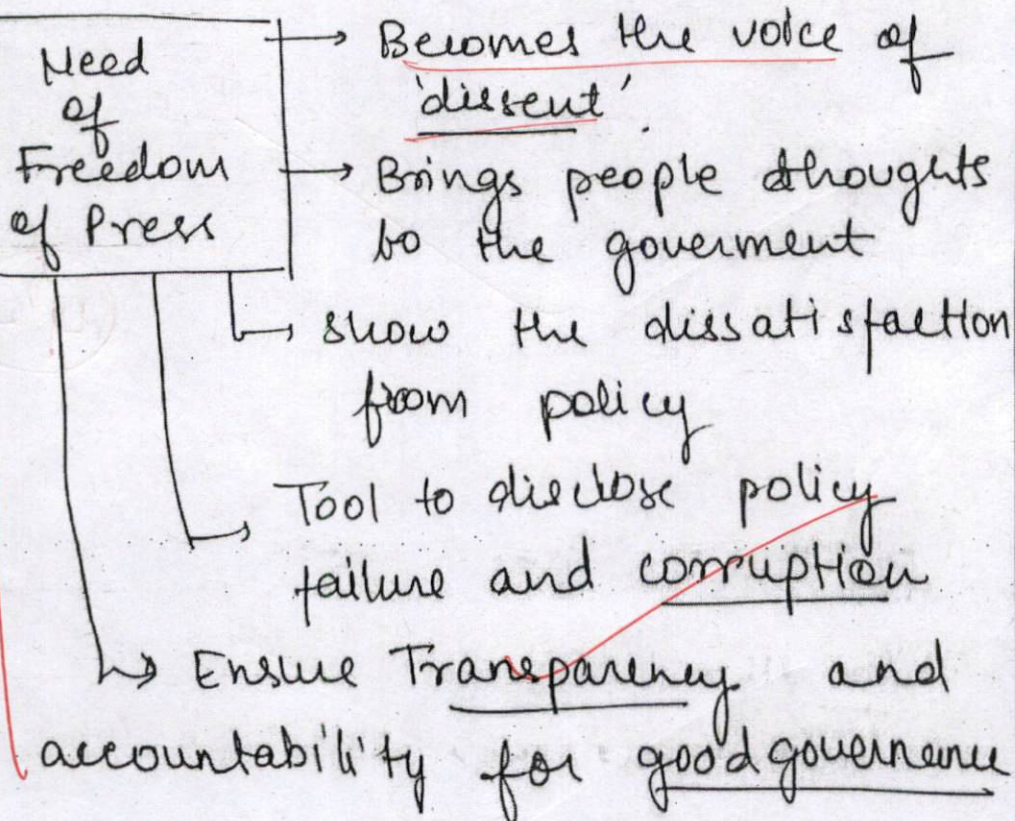 Need
of
Freedom
of Press
→ Becomes the voice of
'dissent'.
→ Brings people thoughts
to the goverment
→ show the dissatisfaction
from policy
→ Tool to disclose policy
failure and corruption
→ Ensure Transparency and
accountability for good governance